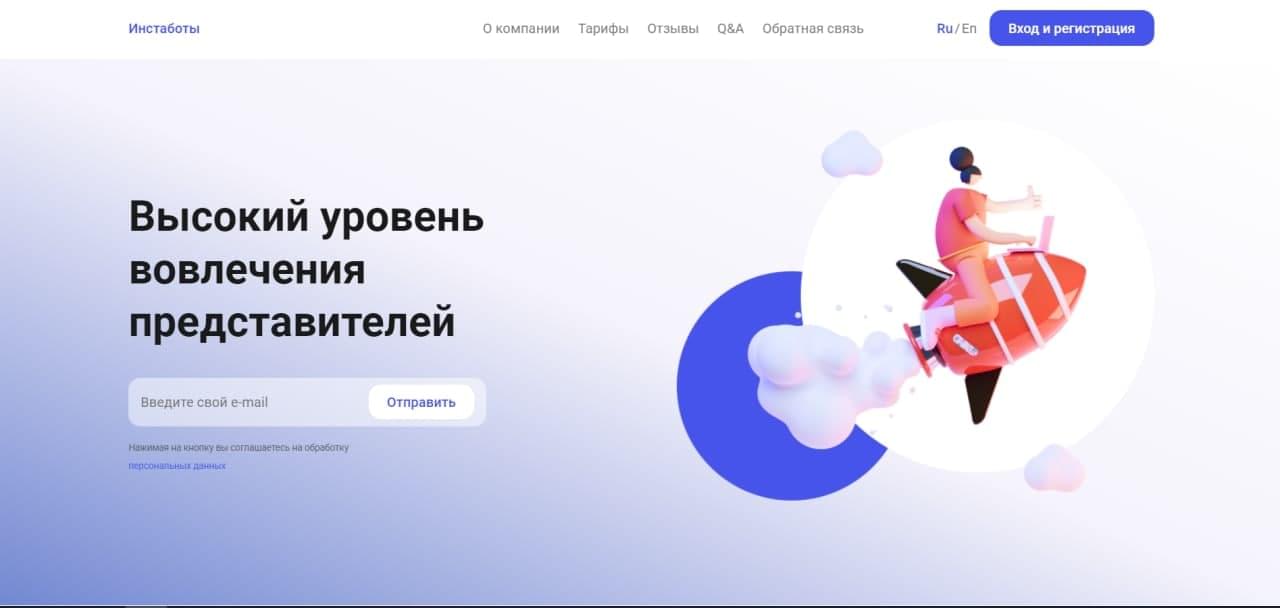 Инстаботы
О компании Тарифы Отзывы Q&A Обратная связь
Ru / En
Вход и регистрация
Высокий уровень
вовлечения
представителей
Введите свой e-mail
Отправить
Нажимая на кнопку вы соглашаетесь на обработку
персональных данных